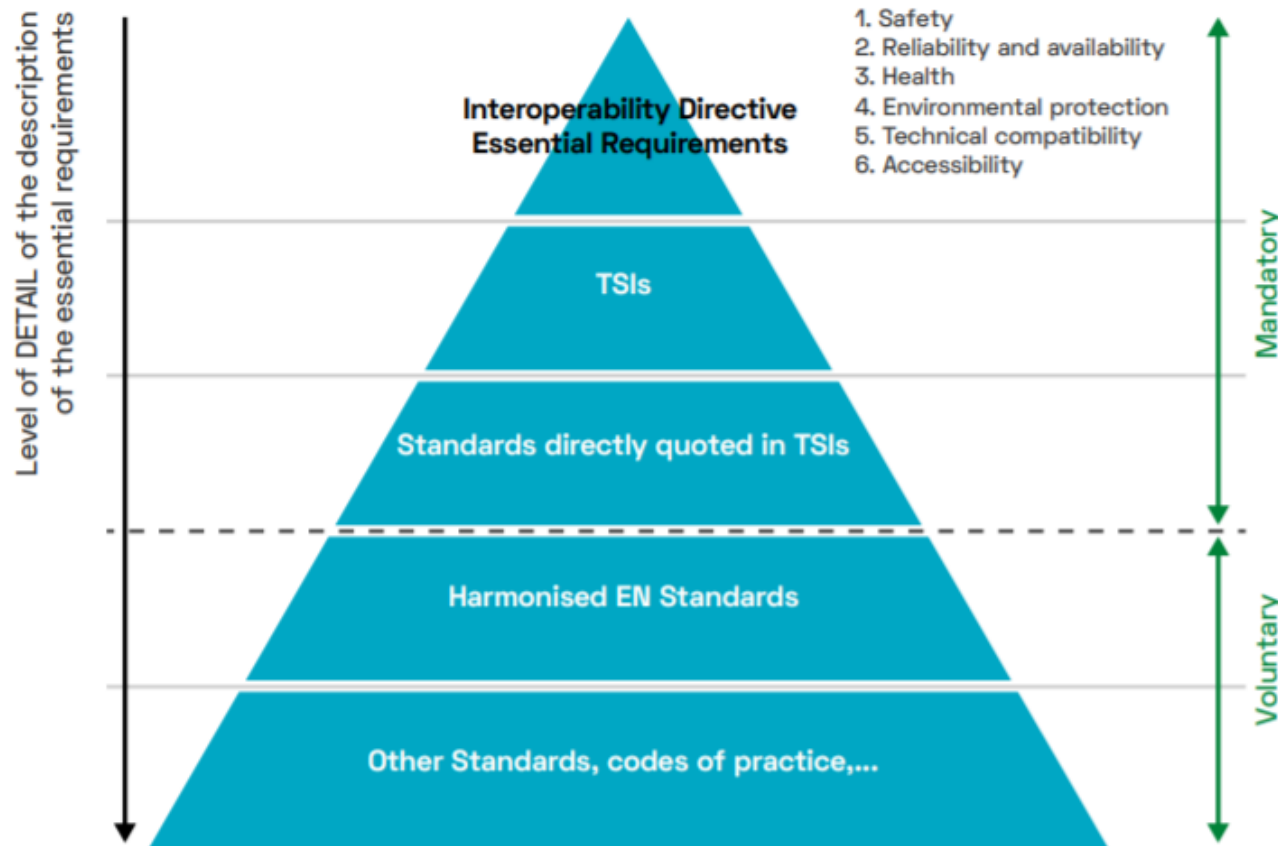 Level of DETAIL of the description
of the essential requirements
Interoperability Directive
Essential Requirements
1. Safety
2. Reliability and availability
3. Health
4. Environmental protection
5. Technical compatibility
6. Accessibility
TSIs
Standards directly quoted in TSIs
Harmonised EN Standards
Other Standards, codes of practice,...
Mandatory
Voluntary